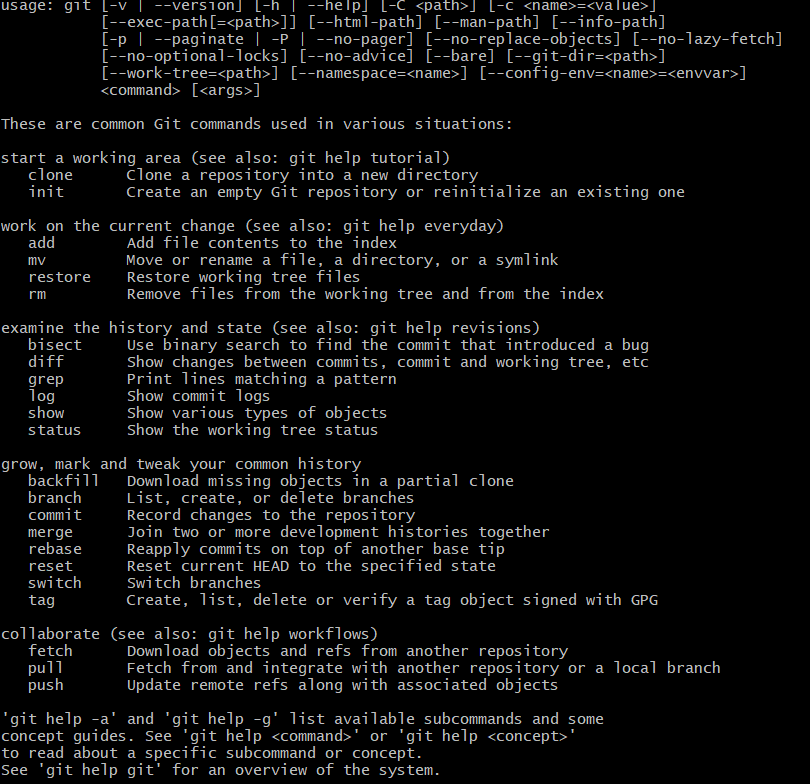 usage: git [-v | --version] [-h | --help] [-C <path>] [-c <name>=<value>]
           [--exec-path[=<path>]] [--html-path] [--man-path] [--info-path]
           [-p | --paginate | -P | --no-pager] [--no-replace-objects] [--no-lazy-fetch]
           [--no-optional-locks] [--no-advice] [--bare] [--git-dir=<path>]
           [--work-tree=<path>] [--namespace=<name>] [--config-env=<name>=<envvar>]
           <command> [<args>]

These are common Git commands used in various situations:

start a working area (see also: git help tutorial)
   clone      Clone a repository into a new directory
   init       Create an empty Git repository or reinitialize an existing one

work on the current change (see also: git help everyday)
   add        Add file contents to the index
   mv         Move or rename a file, a directory, or a symlink
   restore    Restore working tree files
   rm         Remove files from the working tree and from the index

examine the history and state (see also: git help revisions)
   bisect     Use binary search to find the commit that introduced a bug
   diff       Show changes between commits, commit and working tree, etc
   grep       Print lines matching a pattern
   log        Show commit logs
   show       Show various types of objects
   status     Show the working tree status

grow, mark and tweak your common history
   backfill   Download missing objects in a partial clone
   branch     List, create, or delete branches
   commit     Record changes to the repository
   merge      Join two or more development histories together
   rebase     Reapply commits on top of another base tip
   reset      Reset current HEAD to the specified state
   switch     Switch branches
   tag        Create, list, delete or verify a tag object signed with GPG

collaborate (see also: git help workflows)
   fetch      Download objects and refs from another repository
   pull       Fetch from and integrate with another repository or a local branch
   push       Update remote refs along with associated objects

'git help -a' and 'git help -g' list available subcommands and some
concept guides. See 'git help <command>' or 'git help <concept>'
to read about a specific subcommand or concept.
See 'git help git' for an overview of the system.